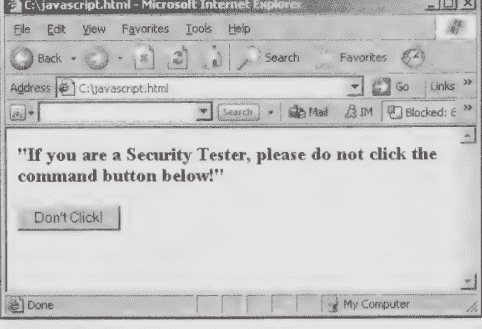 C:\javascript.html - Microsoft Internet Explorer
File Edit View Favorites Tools Help
Back Search Favorites
Address C:\javascript.html Go Links »
Search Mail IM Blocked: 6 »
"If you are a Security Tester, please do not click the
command button below!"
Don't Click!
Done My Computer